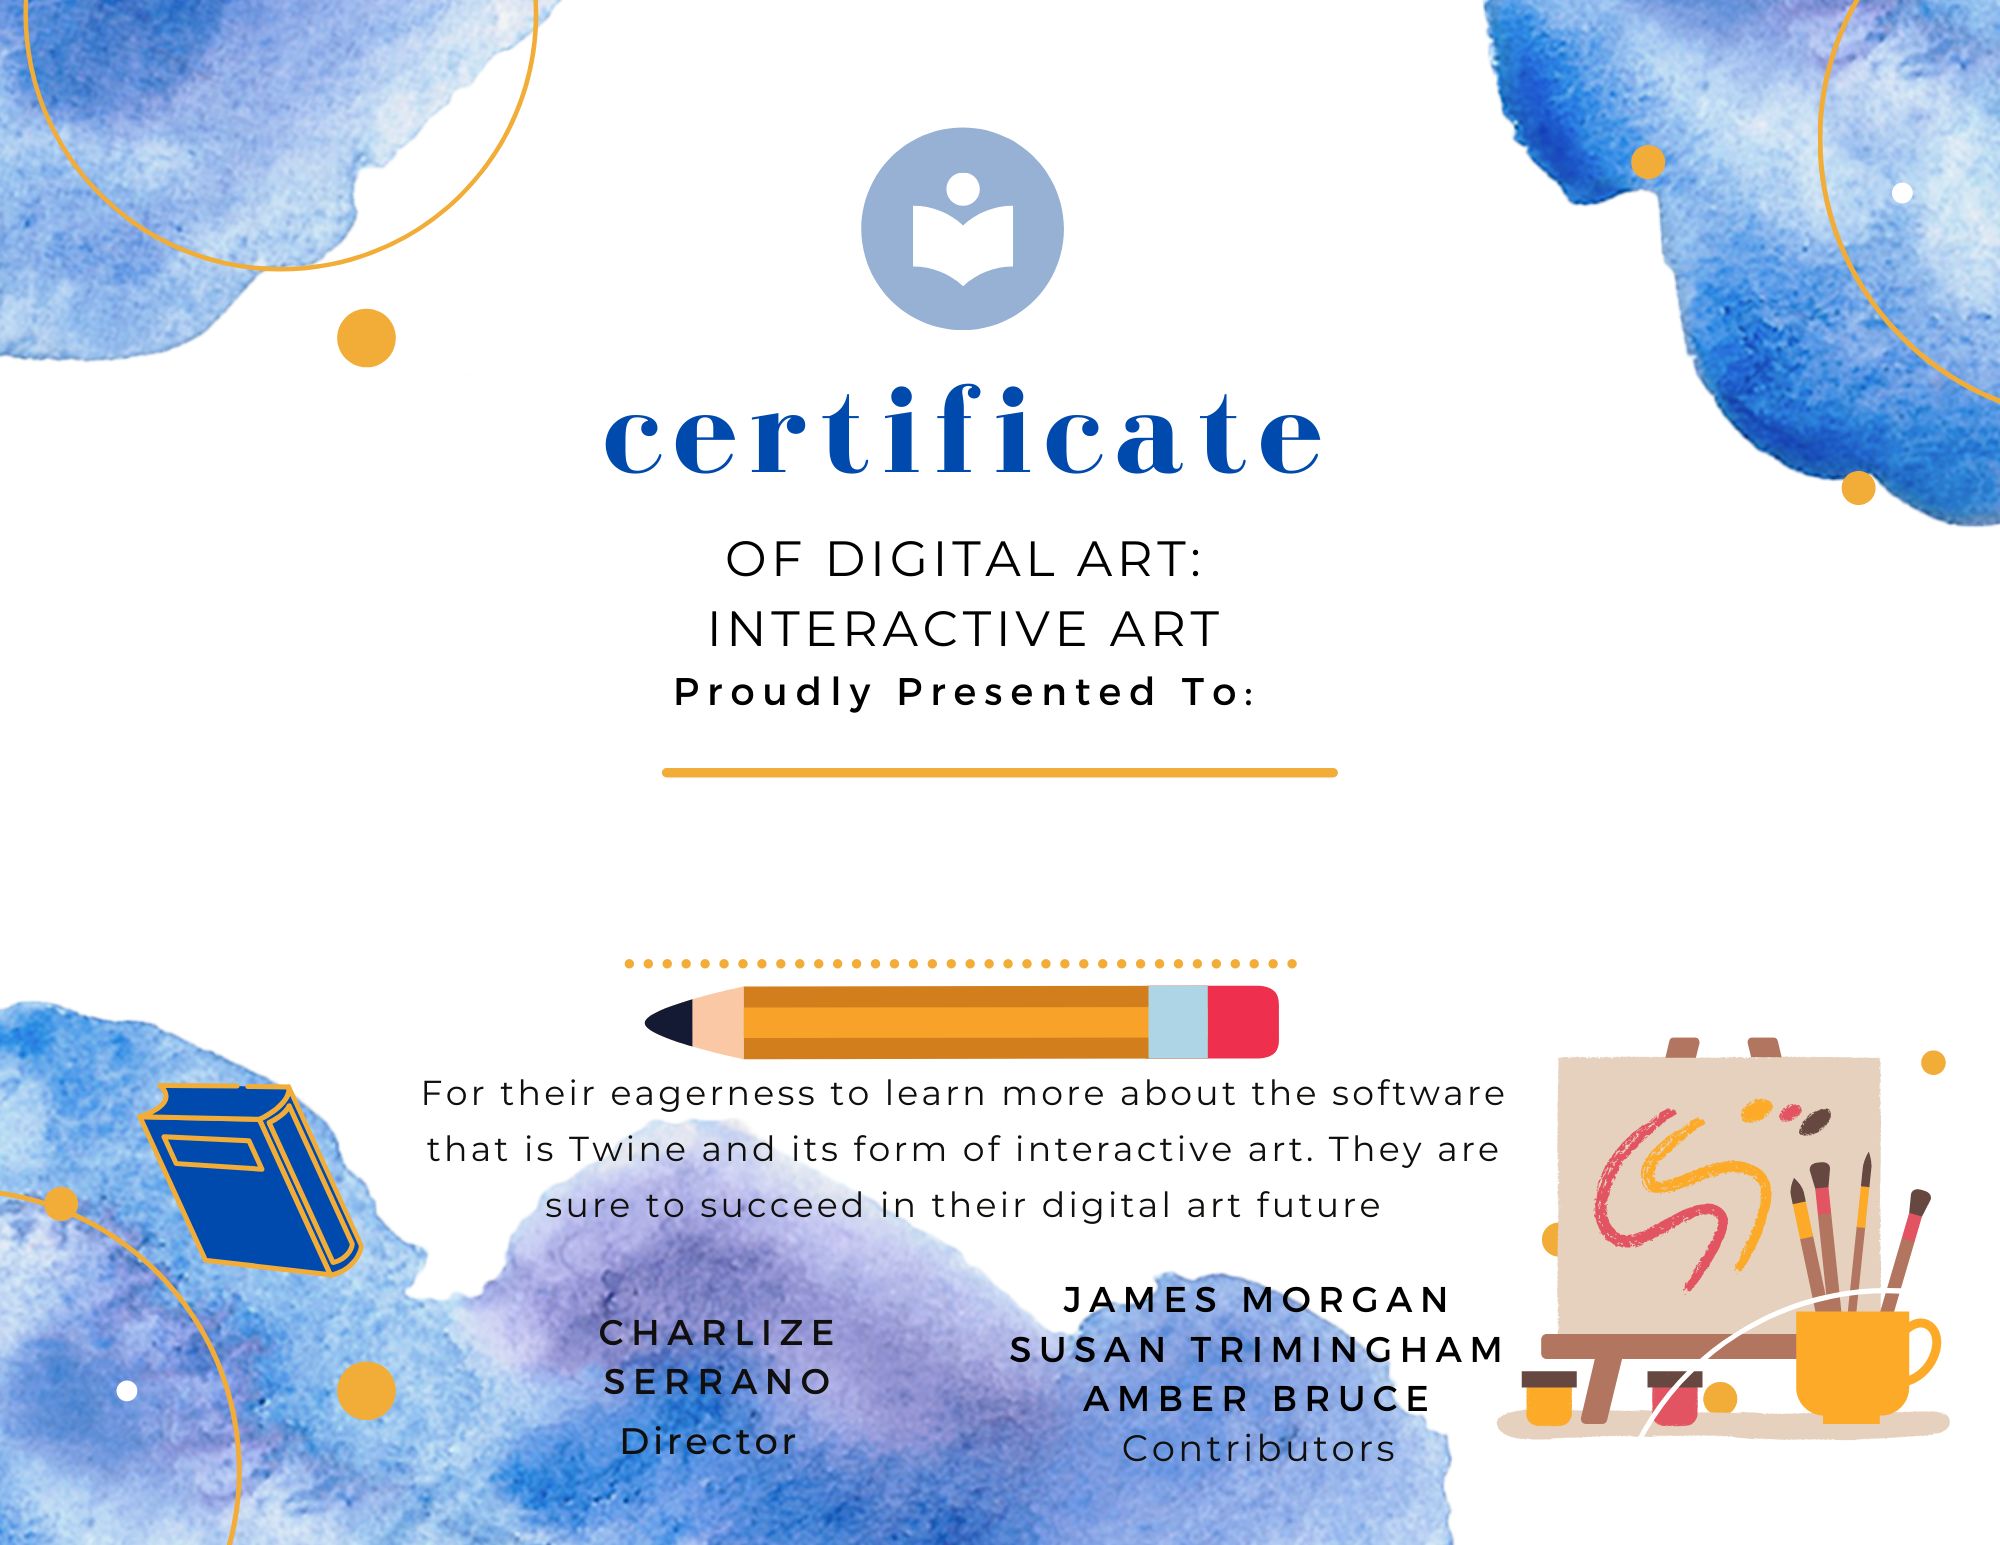 certificate
OF DIGITAL ART:
INTERACTIVE ART
Proudly Presented To:
For their eagerness to learn more about the software
that is Twine and its form of interactive art. They are
sure to succeed in their digital art future
CHARLIZE
SERRANO
Director
JAMES MORGAN
SUSAN TRIMINGHAM
AMBER BRUCE
Contributors